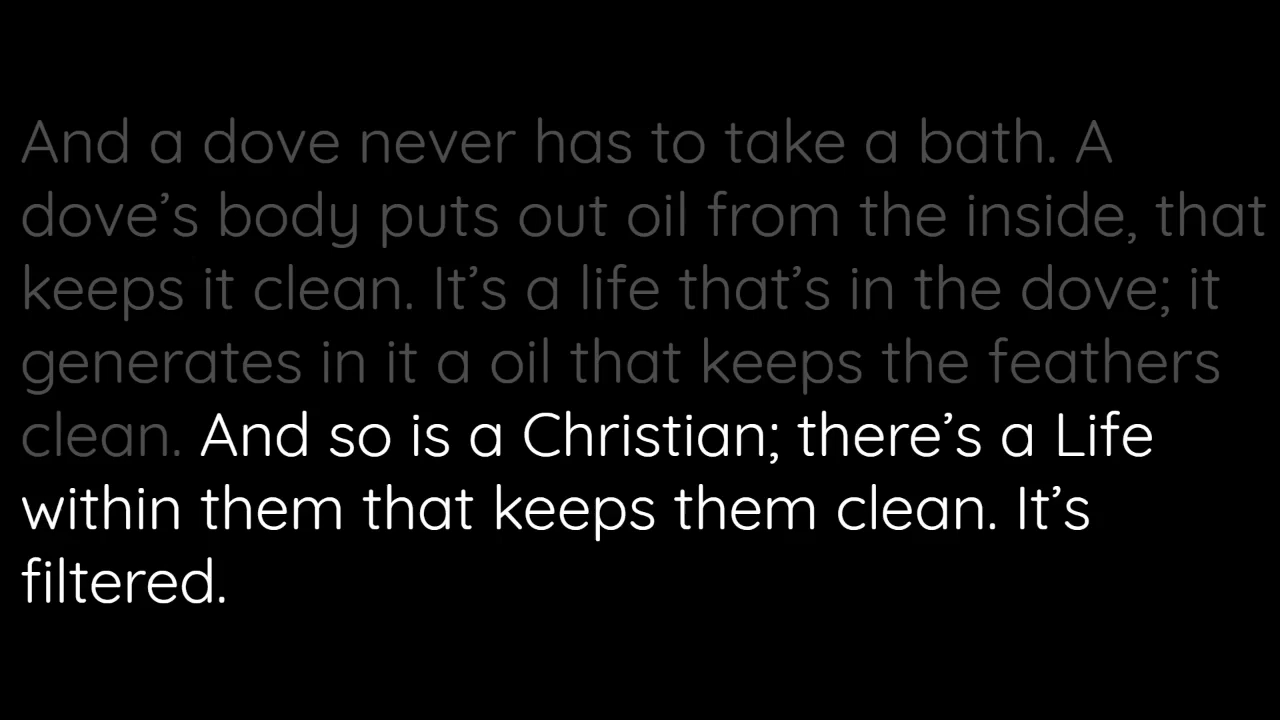 And a dove never has to take a bath. A
dove’s body puts out oil from the inside, that
keeps it clean. It’s a life that’s in the dove; it
generates in it a oil that keeps the feathers
clean. And so is a Christian; there’s a Life
within them that keeps them clean. It’s
filtered.